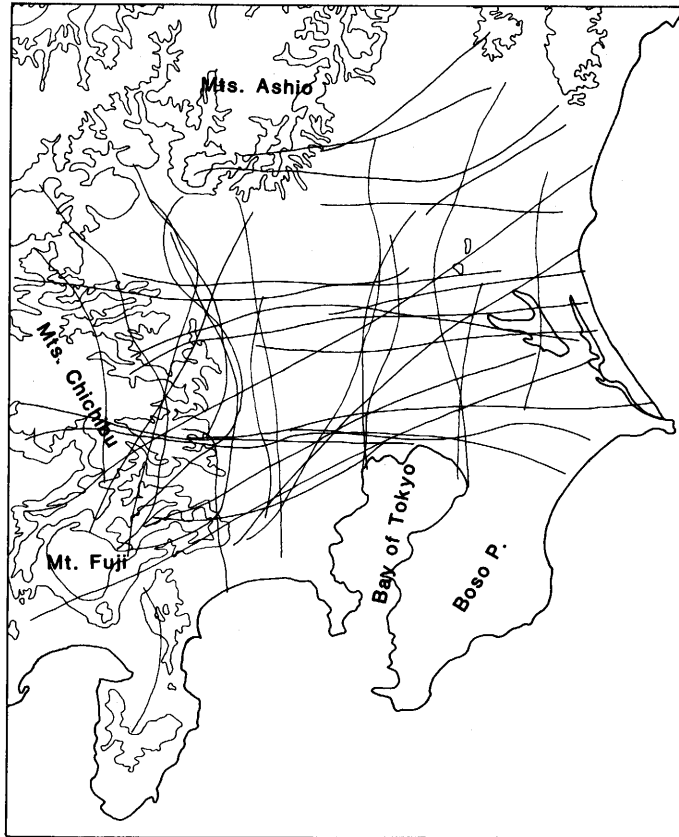 Mts. Ashio
Mts. Chichibu
Mt. Fuji
Bay of Tokyo
Boso P.